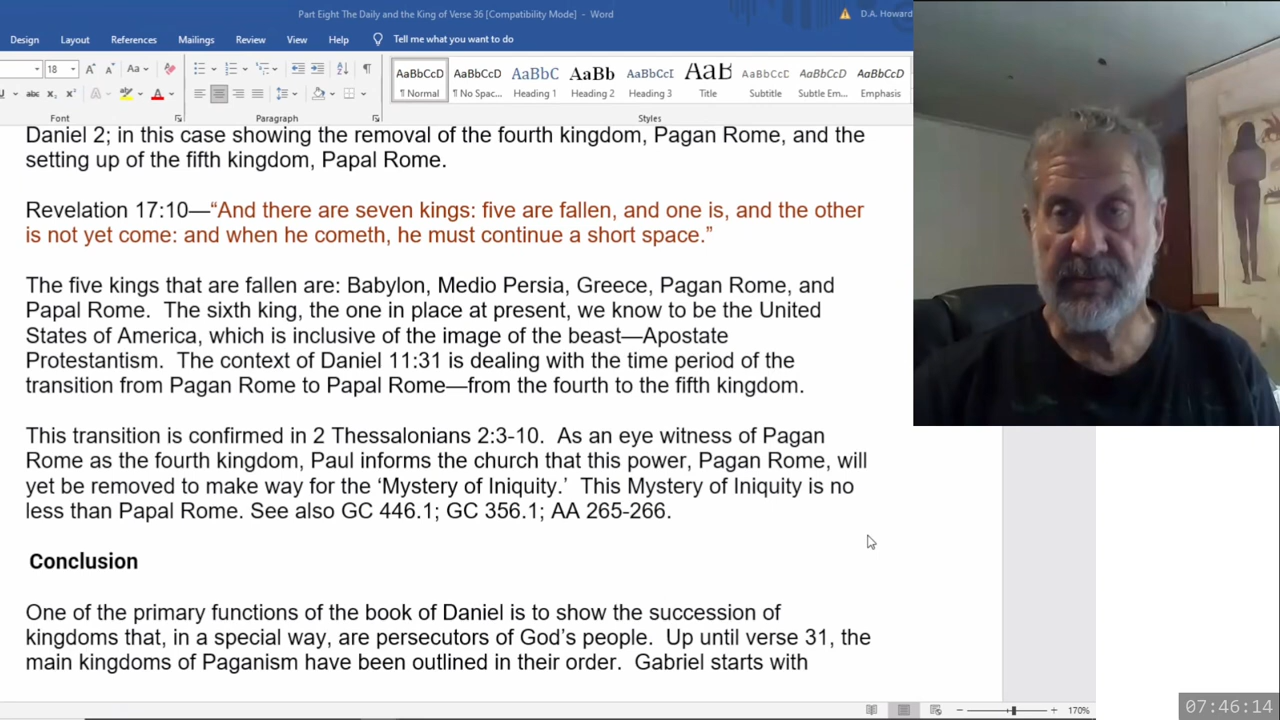 Part Eight The Daily and the King of Verse 36 [Compatibility Mode] - Word
D.A. Howard
Design Layout References Mailings Review View Help Tell me what you want to do
18 Aa
AaBbCcD AaBbCcD AaBbC AaBb AaBbCcI AaB AaBbCcD AaBbCcD AaBbCcD
¶ Normal ¶ No Spac... Heading 1 Heading 2 Heading 3 Title Subtitle Subtle Em... Emphasis
Font Paragraph Styles
Daniel 2; in this case showing the removal of the fourth kingdom, Pagan Rome, and the
setting up of the fifth kingdom, Papal Rome.
Revelation 17:10—“And there are seven kings: five are fallen, and one is, and the other
is not yet come: and when he cometh, he must continue a short space.”
The five kings that are fallen are: Babylon, Medio Persia, Greece, Pagan Rome, and
Papal Rome. The sixth king, the one in place at present, we know to be the United
States of America, which is inclusive of the image of the beast—Apostate
Protestantism. The context of Daniel 11:31 is dealing with the time period of the
transition from Pagan Rome to Papal Rome—from the fourth to the fifth kingdom.
This transition is confirmed in 2 Thessalonians 2:3-10. As an eye witness of Pagan
Rome as the fourth kingdom, Paul informs the church that this power, Pagan Rome, will
yet be removed to make way for the ‘Mystery of Iniquity.’ This Mystery of Iniquity is no
less than Papal Rome. See also GC 446.1; GC 356.1; AA 265-266.
Conclusion
One of the primary functions of the book of Daniel is to show the succession of
kingdoms that, in a special way, are persecutors of God’s people. Up until verse 31, the
main kingdoms of Paganism have been outlined in their order. Gabriel starts with
170%
07:46:14